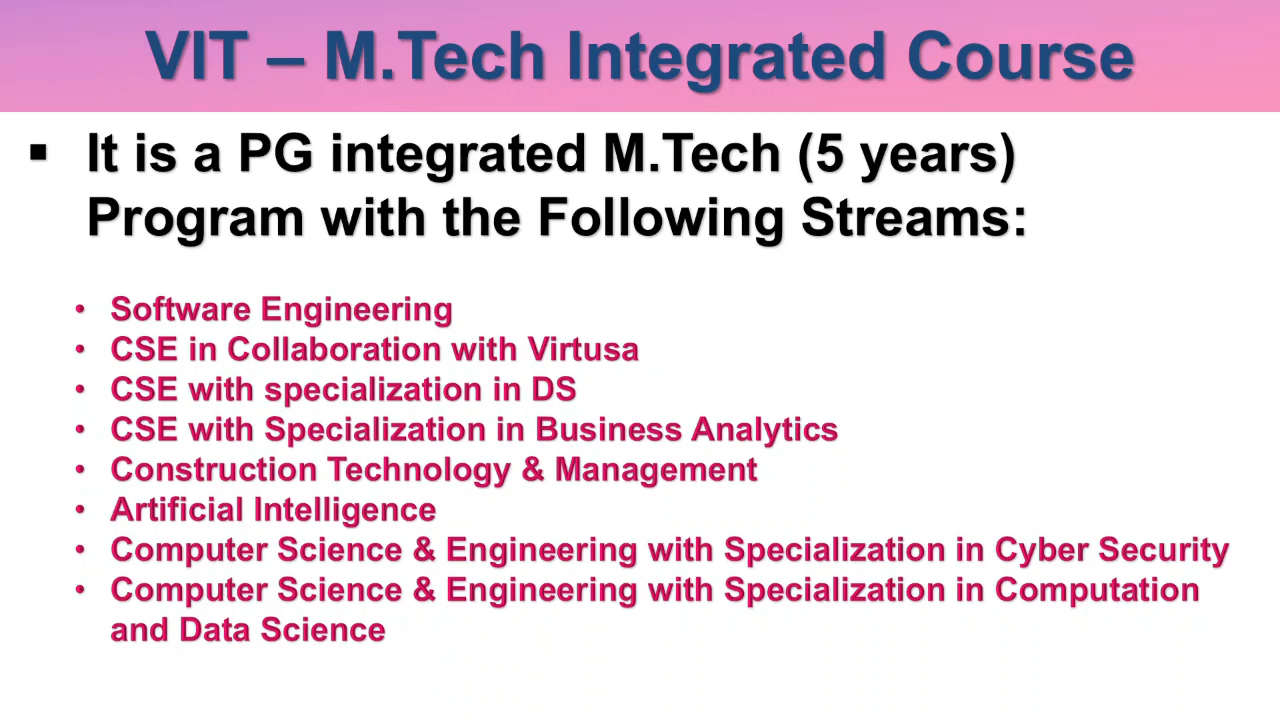 VIT – M.Tech Integrated Course
▪ It is a PG integrated M.Tech (5 years)
Program with the Following Streams:
• Software Engineering
• CSE in Collaboration with Virtusa
• CSE with specialization in DS
• CSE with Specialization in Business Analytics
• Construction Technology & Management
• Artificial Intelligence
• Computer Science & Engineering with Specialization in Cyber Security
• Computer Science & Engineering with Specialization in Computation
and Data Science